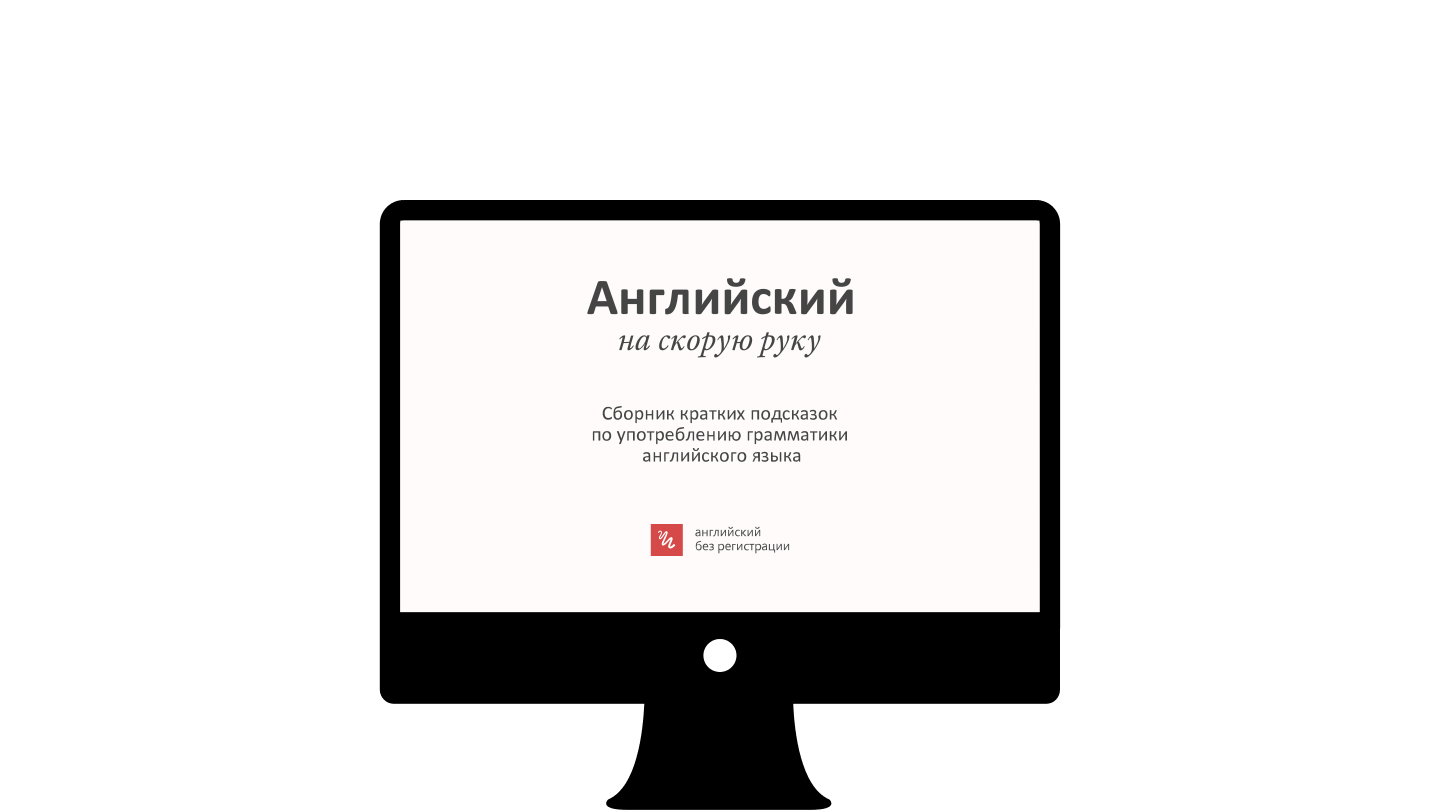 Английский
на скорую руку
Сборник кратких подсказок
по употреблению грамматики
английского языка
английский
без регистрации